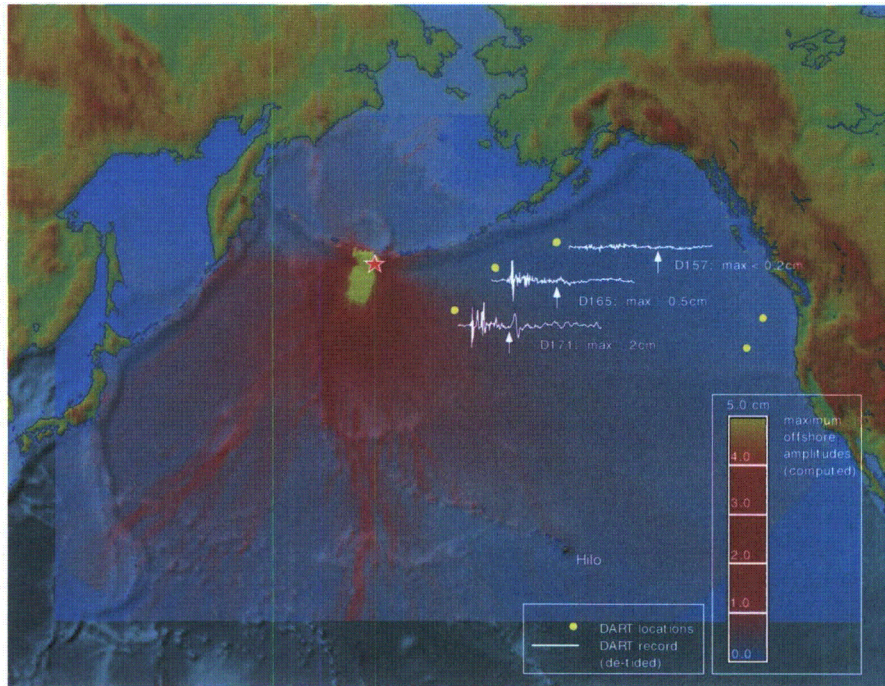 D157: max < 0.2cm
D165: max 0.5cm
D171: max 2cm
5.0 cm
maximum
offshore
amplitudes
(computed)
4.0
3.0
2.0
1.0
0.0
Hilo
DART locations
DART record
(de-tided)